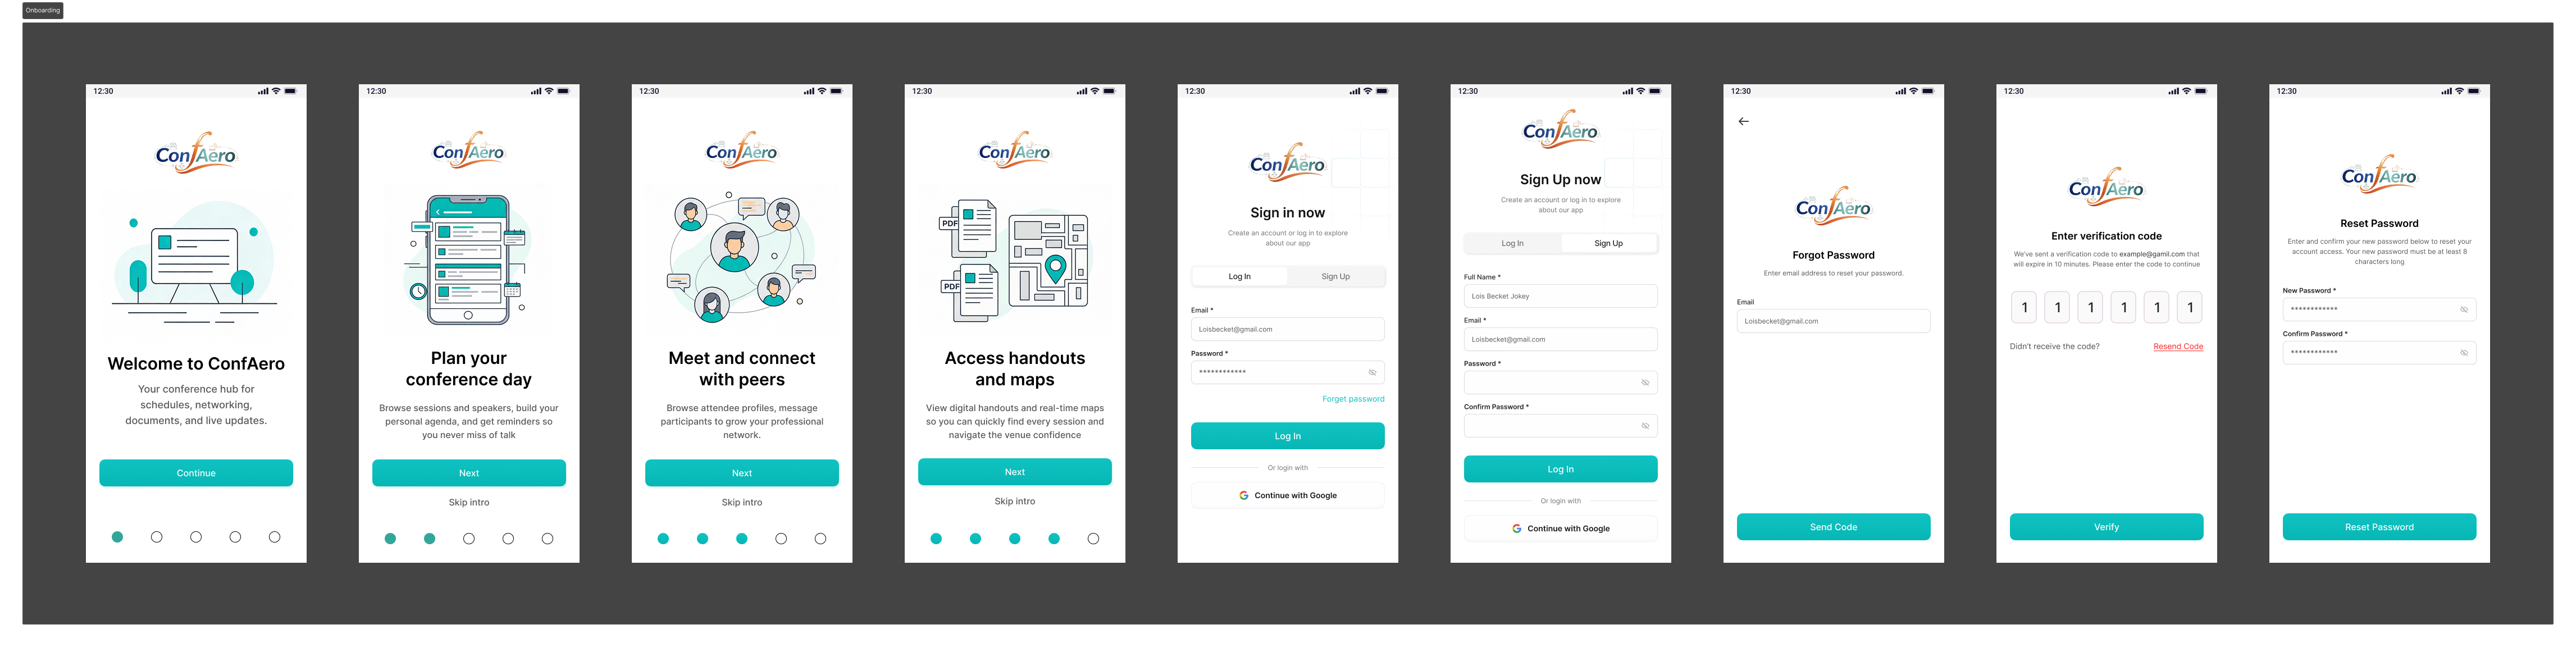 Onboarding
12:30
ConfAero
Welcome to ConfAero
Your conference hub for
schedules, networking,
documents, and live updates.
Continue
12:30
ConfAero
Plan your
conference day
Browse sessions and speakers, build your
personal agenda, and get reminders so
you never miss of talk
Next
Skip intro
12:30
ConfAero
Meet and connect
with peers
Browse attendee profiles, message
participants to grow your professional
network.
Next
Skip intro
12:30
ConfAero
PDF
PDF
Access handouts
and maps
View digital handouts and real-time maps
so you can quickly find every session and
navigate the venue confidence
Next
Skip intro
12:30
ConfAero
Sign in now
Create an account or log in to explore
about our app
Log In
Sign Up
Email *
Loisbecket@gmail.com
Password *
************
Forget password
Log In
Or login with
Continue with Google
12:30
ConfAero
Sign Up now
Create an account or log in to explore
about our app
Log In
Sign Up
Full Name *
Lois Becket Jokey
Email *
Loisbecket@gmail.com
Password *
Confirm Password *
Log In
Or login with
Continue with Google
12:30
ConfAero
Forgot Password
Enter email address to reset your password.
Email
Loisbecket@gmail.com
Send Code
12:30
ConfAero
Enter verification code
We've sent a verification code to example@gamil.com that
will expire in 10 minutes. Please enter the code to continue
1 1 1 1 1 1
Didn't receive the code?
Resend Code
Verify
12:30
ConfAero
Reset Password
Enter and confirm your new password below to reset your
account access. Your new password must be at least 8
characters long
New Password *
************
Confirm Password *
************
Reset Password